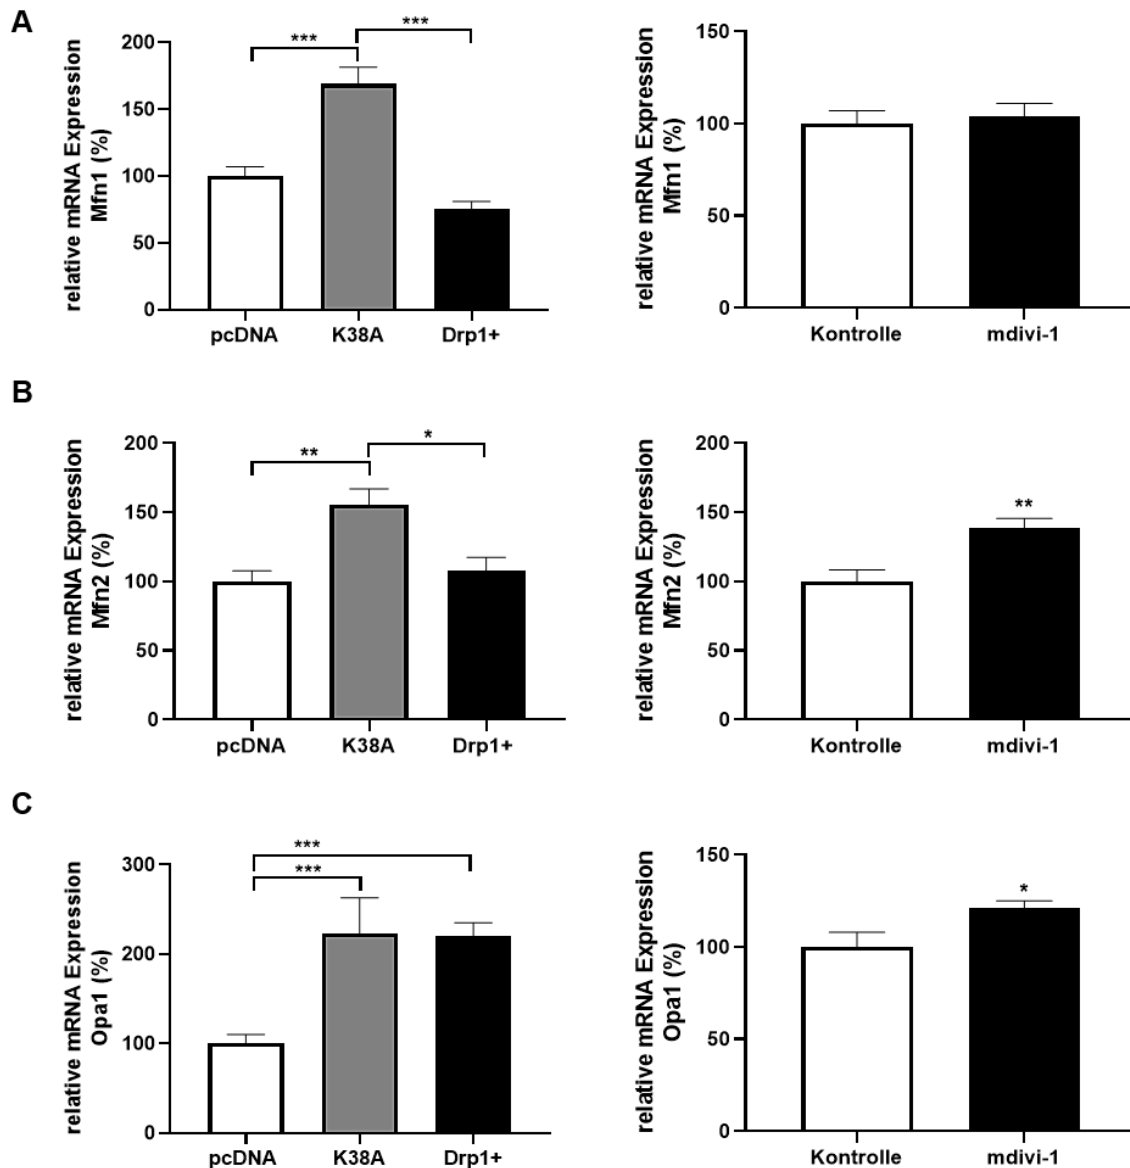 A
relative mRNA Expression
Mfn1 (%)
200
150
100
50
0
***
***
pcDNA
K38A
Drp1+
relative mRNA Expression
Mfn1 (%)
150
100
50
0
Kontrolle
mdivi-1
B
relative mRNA Expression
Mfn2 (%)
200
150
100
50
0
**
*
pcDNA
K38A
Drp1+
relative mRNA Expression
Mfn2 (%)
200
150
100
50
0
**
Kontrolle
mdivi-1
C
relative mRNA Expression
Opa1 (%)
300
200
100
0
***
***
pcDNA
K38A
Drp1+
relative mRNA Expression
Opa1 (%)
150
100
50
0
*
Kontrolle
mdivi-1